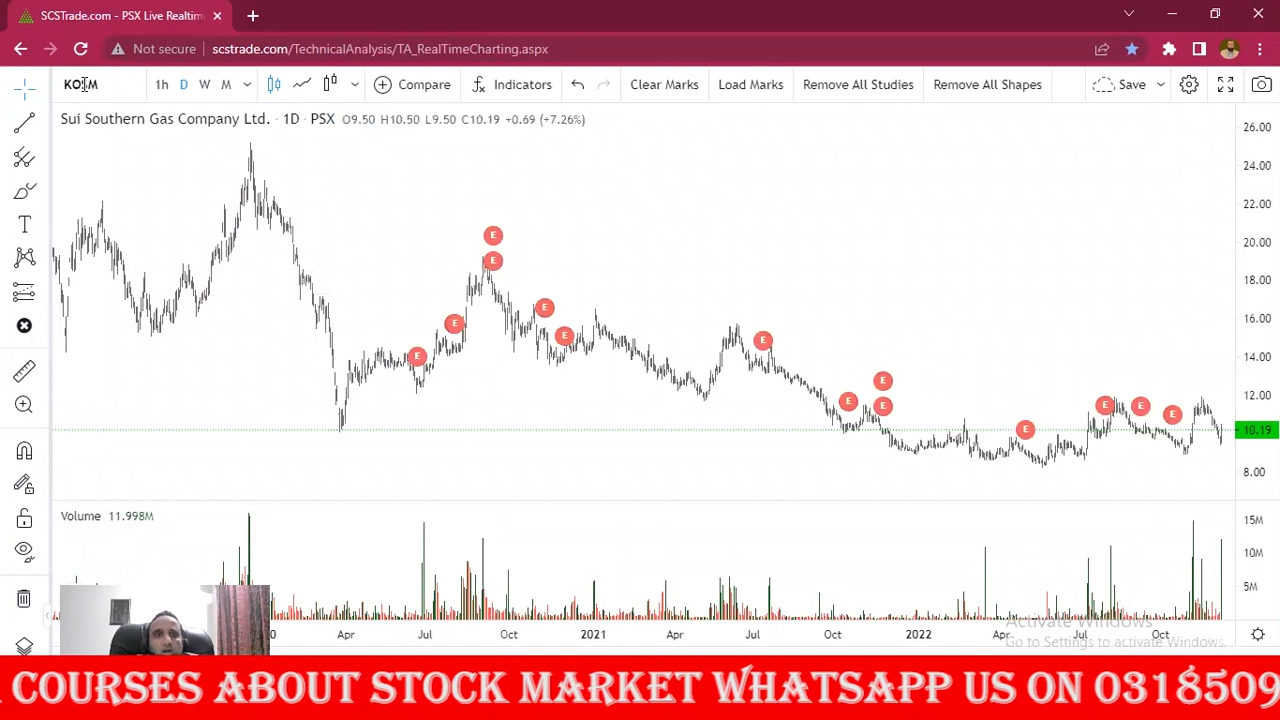 SCSTrade.com - PSX Live Realtim
Not secure scstrade.com/TechnicalAnalysis/TA_RealTimeCharting.aspx
1h D W M Compare Indicators Clear Marks Load Marks Remove All Studies Remove All Shapes Save
Sui Southern Gas Company Ltd. · 1D · PSX O9.50 H10.50 L9.50 C10.19 +0.69 (+7.26%)
26.00
24.00
22.00
E
20.00
E
18.00
E
E 16.00
E E
E 14.00
E
12.00
E E E E E
E 10.19
8.00
Volume 11.998M
15M
10M
5M
Activate Windows
0 Apr Jul Oct 2021 Apr Jul Oct 2022 Apr Jul Oct
Go to Settings to activate Windows.
COURSES ABOUT STOCK MARKET WHATSAPP US ON 0318509